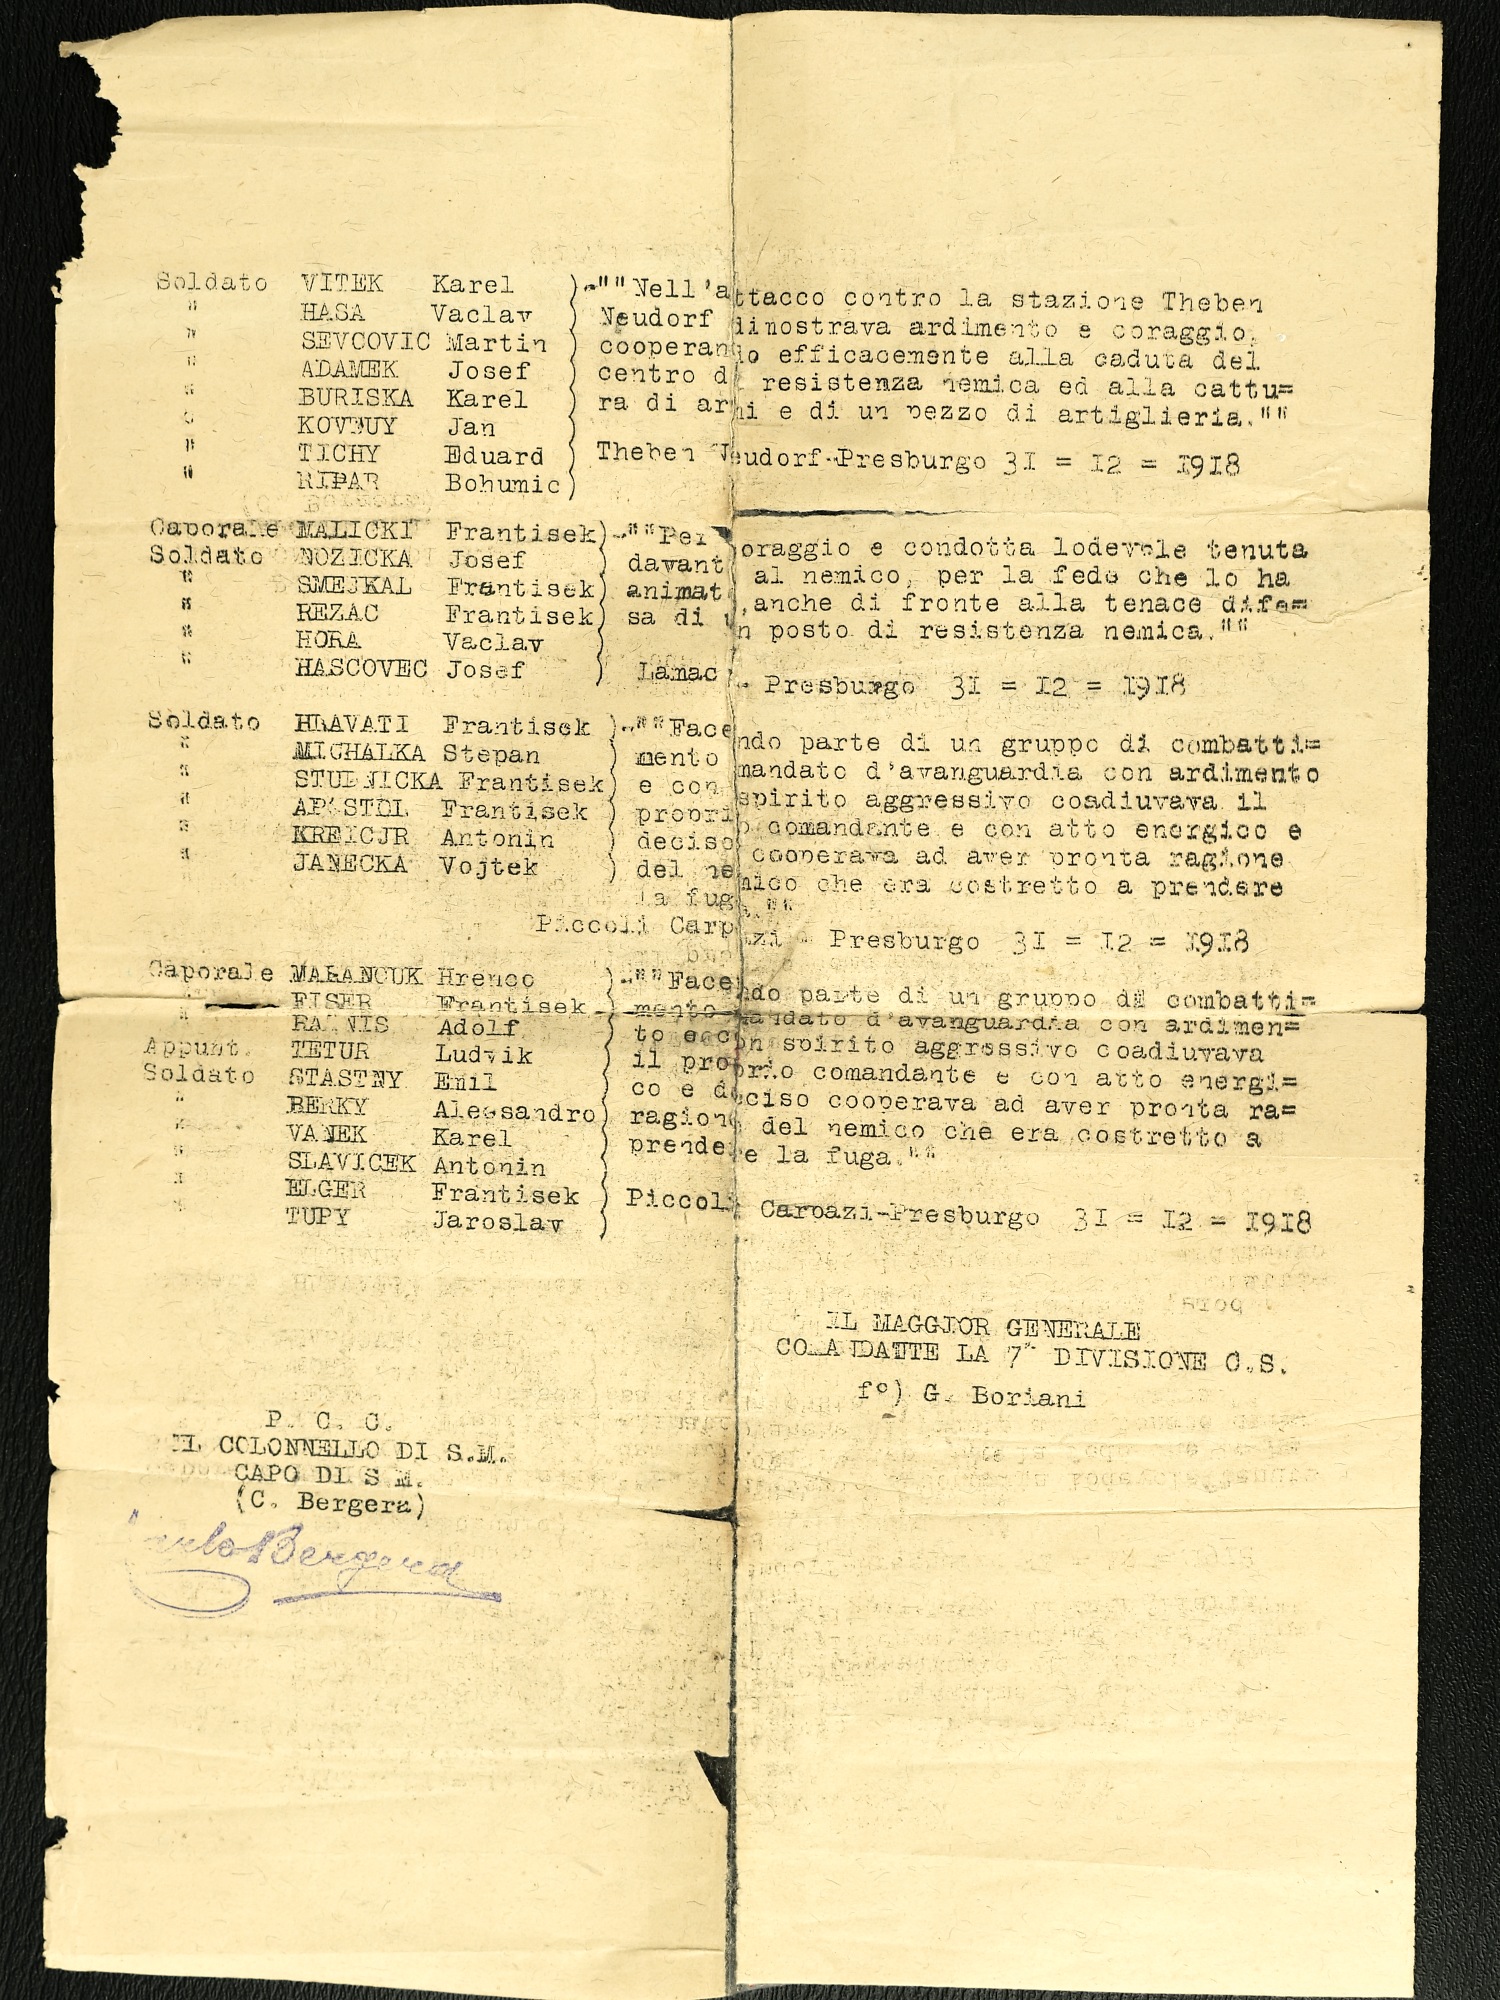 Soldato VITEK Karel )-""Nell'attacco contro la stazione Theben
" HASA Vaclav ) Neudorf dimostrava ardimento e coraggio,
" SEVCOVIC Martin ) cooperando efficacemente alla caduta del
" ADAMEK Josef ) centro di resistenza nemica ed alla cattu=
" BURISKA Karel ) ra di armi e di un pezzo di artiglieria.""
" Jan )
" TICHY Eduard ) Theben Neudorf-Presburgo 31 = 12 = 1918
" RIPAR Bohumic)
Caporale MALICKI Frantisek)-""Per coraggio e condotta lodevole tenuta
Soldato NOZICKA Josef ) davanti al nemico, per la fede che lo ha
" SMEJKAL Frantisek) animato,anche di fronte alla tenace dife=
" REZAC Frantisek) sa di un posto di resistenza nemica.""
" HORA Vaclav )
" HASCOVEC Josef ) Lamac - Presburgo 31 = 12 = 1918
Soldato HLAVATI Frantisek )-""Facendo parte di un gruppo di combatti=
" MICHALKA Stepan ) mento mandato d'avanguardia con ardimento
" STUDNICKA Frantisek) e con spirito aggressivo coadiuvava il
" APOSTOL Frantisek) proprio comandante e con atto energico e
" KREICJR Antonin ) deciso cooperava ad aver pronta ragione
" JANECKA Vojtek ) del nemico che era costretto a prendere
la fuga.""
Piccoli Carpazi - Presburgo 31 = 12 = 1918
Caporale MALANCUK Hrenco )-""Facendo parte di un gruppo di combatti=
" FISER Frantisek ) mento mandato d'avanguardia con ardimen=
" Adolf ) to e con spirito aggressivo coadiuvava
Appunt. TETUR Ludvik ) il proprio comandante e con atto energi=
Soldato STASTNY Emil ) co e deciso cooperava ad aver pronta ra=
" BERKY Alessandro) ragione del nemico che era costretto a
" VANEK Karel ) prendere la fuga.""
" SLAVICEK Antonin )
" ELGER Frantisek ) Piccoli Carpazi-Presburgo 31 = 12 = 1918
" TUPY Jaroslav )
IL MAGGIOR GENERALE
COMANDANTE LA 7ª DIVISIONE C.S.
fº) G. Boriani
P. C. C.
IL COLONNELLO DI S.M.
CAPO DI S M.
(C. Bergera)
Carlo Bergera